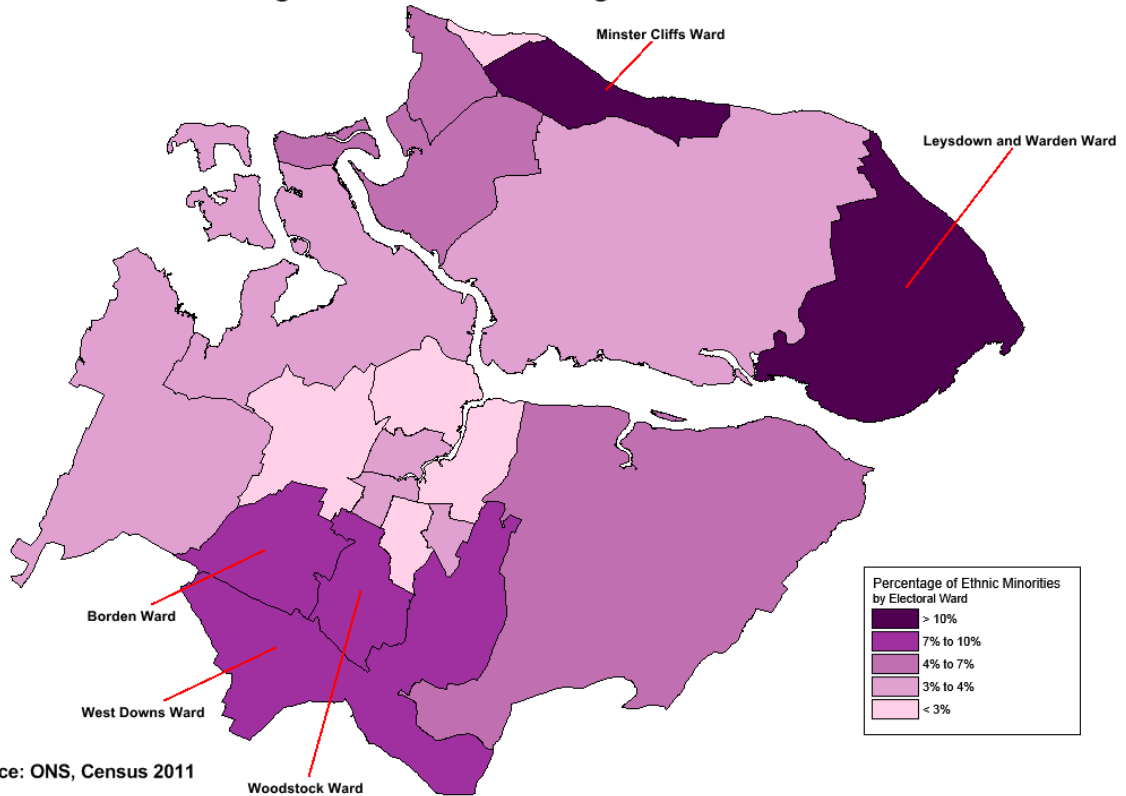 Minster Cliffs Ward
Leysdown and Warden Ward
Borden Ward
West Downs Ward
Woodstock Ward
Percentage of Ethnic Minorities
by Electoral Ward
> 10%
7% to 10%
4% to 7%
3% to 4%
< 3%
ce: ONS, Census 2011